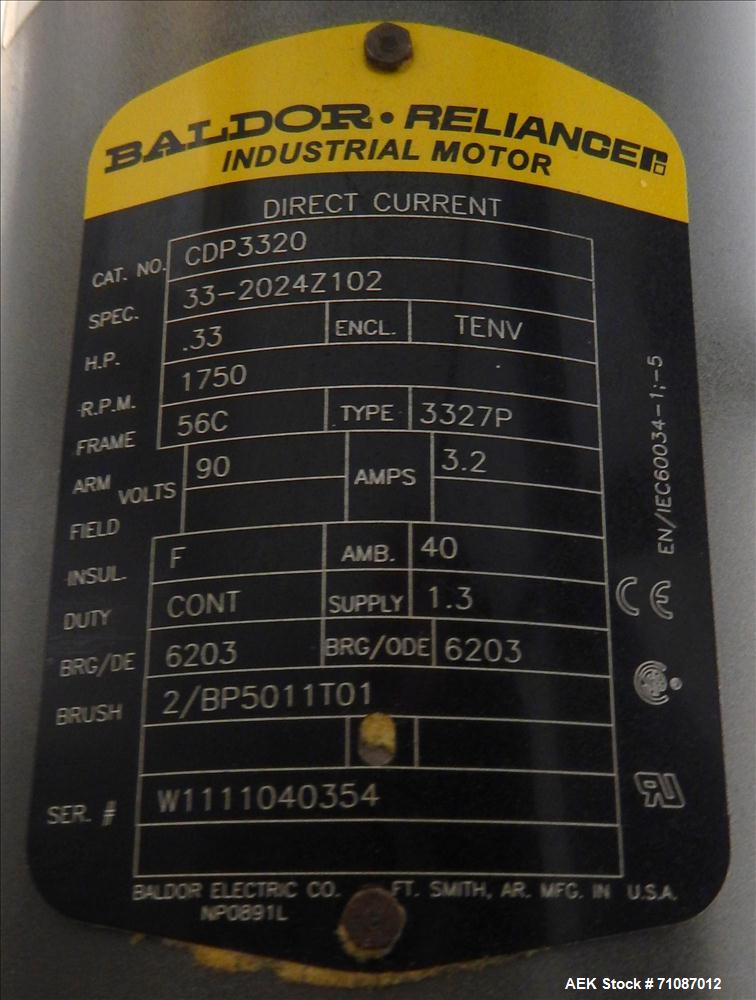 BALDOR • RELIANCER
INDUSTRIAL MOTOR
DIRECT CURRENT
CAT. NO. CDP3320
SPEC. 33-2024Z102
H.P. .33 ENCL. TENV
R.P.M. 1750
FRAME 56C TYPE 3327P
ARM VOLTS 90 AMPS 3.2
FIELD
INSUL. F AMB. 40
DUTY CONT SUPPLY 1.3
BRG/DE 6203 BRG/ODE 6203
BRUSH 2/BP5011T01
SER. # W1111040354
BALDOR ELECTRIC CO. FT. SMITH, AR. MFG. IN U.S.A.
NP0891L
EN/IEC60034-1;-5
CE
RU
AEK Stock # 71087012